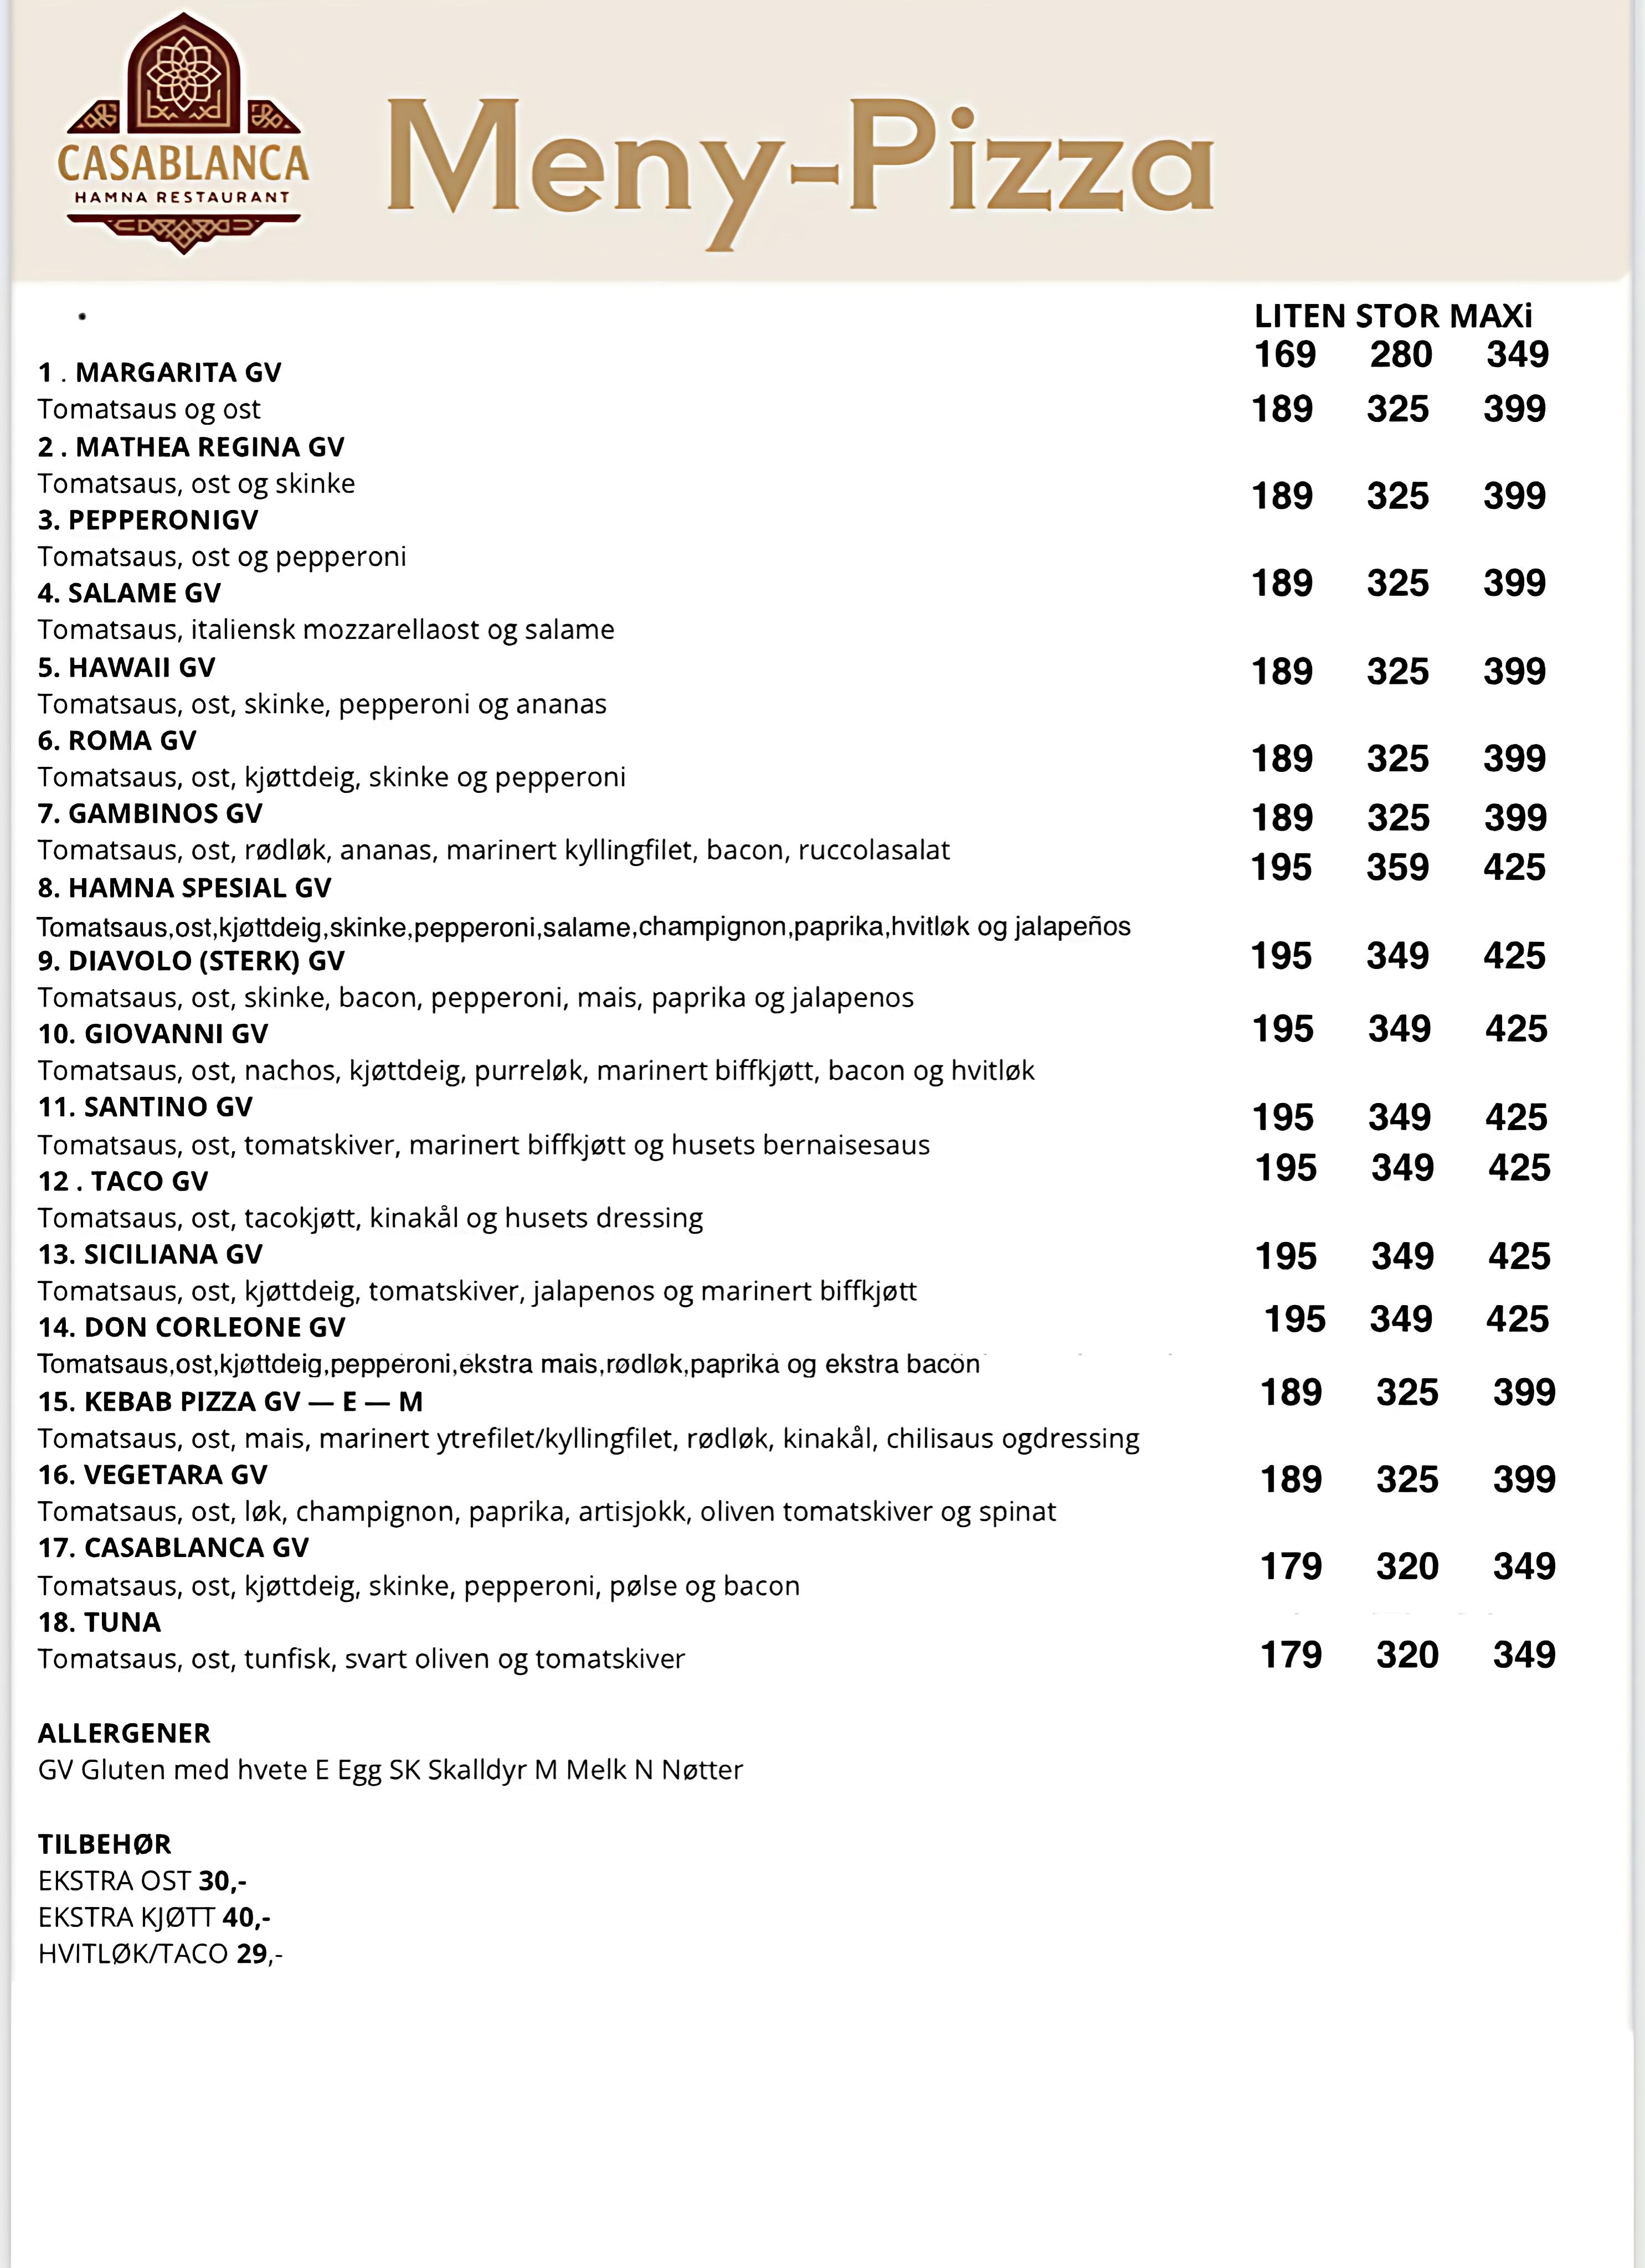 CASABLANCA
HAMNA RESTAURANT
Meny-Pizza
LITEN STOR MAXi
1 . MARGARITA GV 169 280 349
Tomatsaus og ost 189 325 399
2 . MATHEA REGINA GV
Tomatsaus, ost og skinke 189 325 399
3. PEPPERONIGV
Tomatsaus, ost og pepperoni
4. SALAME GV 189 325 399
Tomatsaus, italiensk mozzarellaost og salame
5. HAWAII GV 189 325 399
Tomatsaus, ost, skinke, pepperoni og ananas
6. ROMA GV 189 325 399
Tomatsaus, ost, kjøttdeig, skinke og pepperoni
7. GAMBINOS GV 189 325 399
Tomatsaus, ost, rødløk, ananas, marinert kyllingfilet, bacon, ruccolasalat 195 359 425
8. HAMNA SPESIAL GV
Tomatsaus,ost,kjøttdeig,skinke,pepperoni,salame,champignon,paprika,hvitløk og jalapeños
9. DIAVOLO (STERK) GV 195 349 425
Tomatsaus, ost, skinke, bacon, pepperoni, mais, paprika og jalapenos
10. GIOVANNI GV 195 349 425
Tomatsaus, ost, nachos, kjøttdeig, purreløk, marinert biffkjøtt, bacon og hvitløk
11. SANTINO GV 195 349 425
Tomatsaus, ost, tomatskiver, marinert biffkjøtt og husets bernaisesaus
12 . TACO GV 195 349 425
Tomatsaus, ost, tacokjøtt, kinakål og husets dressing
13. SICILIANA GV 195 349 425
Tomatsaus, ost, kjøttdeig, tomatskiver, jalapenos og marinert biffkjøtt
14. DON CORLEONE GV 195 349 425
Tomatsaus,ost,kjøttdeig,pepperoni,ekstra mais,rødløk,paprika og ekstra bacon
15. KEBAB PIZZA GV — E — M 189 325 399
Tomatsaus, ost, mais, marinert ytrefilet/kyllingfilet, rødløk, kinakål, chilisaus ogdressing
16. VEGETARA GV 189 325 399
Tomatsaus, ost, løk, champignon, paprika, artisjokk, oliven tomatskiver og spinat
17. CASABLANCA GV 179 320 349
Tomatsaus, ost, kjøttdeig, skinke, pepperoni, pølse og bacon
18. TUNA
Tomatsaus, ost, tunfisk, svart oliven og tomatskiver 179 320 349
ALLERGENER
GV Gluten med hvete E Egg SK Skalldyr M Melk N Nøtter
TILBEHØR
EKSTRA OST 30,-
EKSTRA KJØTT 40,-
HVITLØK/TACO 29,-